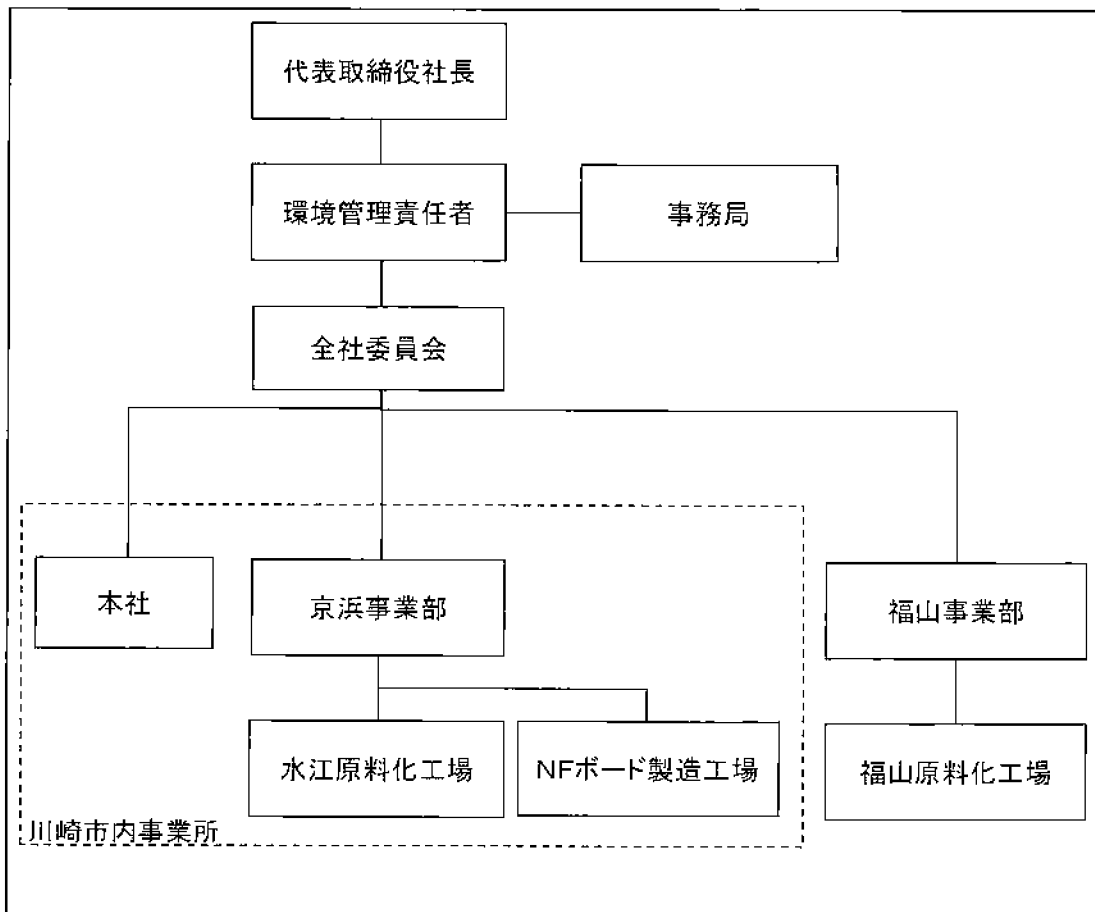 代表取締役社長
環境管理責任者
事務局
全社委員会
本社
京浜事業部
福山事業部
水江原料化工場
NFボード製造工場
福山原料化工場
川崎市内事業所